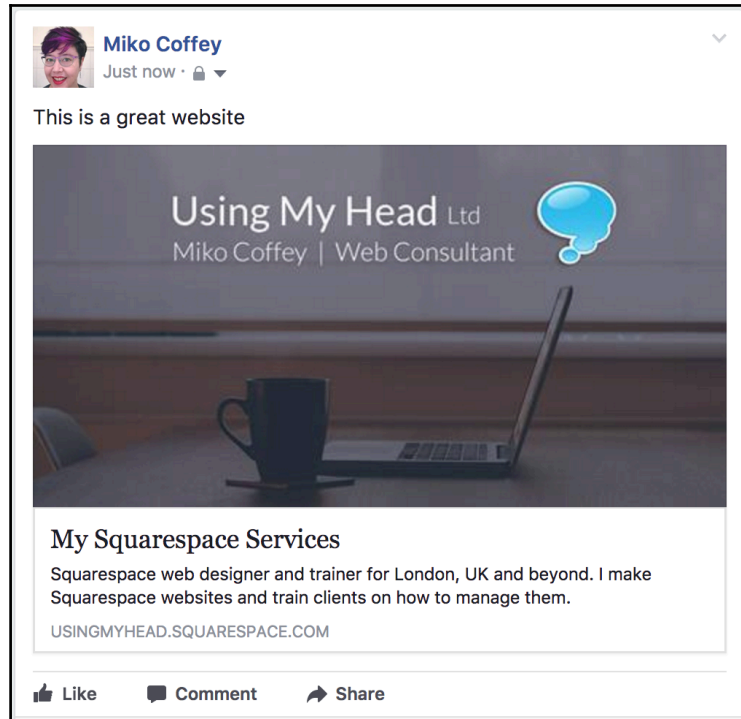 Miko Coffey
Just now ·
This is a great website
Using My Head Ltd
Miko Coffey | Web Consultant
My Squarespace Services
Squarespace web designer and trainer for London, UK and beyond. I make
Squarespace websites and train clients on how to manage them.
USINGMYHEAD.SQUARESPACE.COM
Like Comment Share